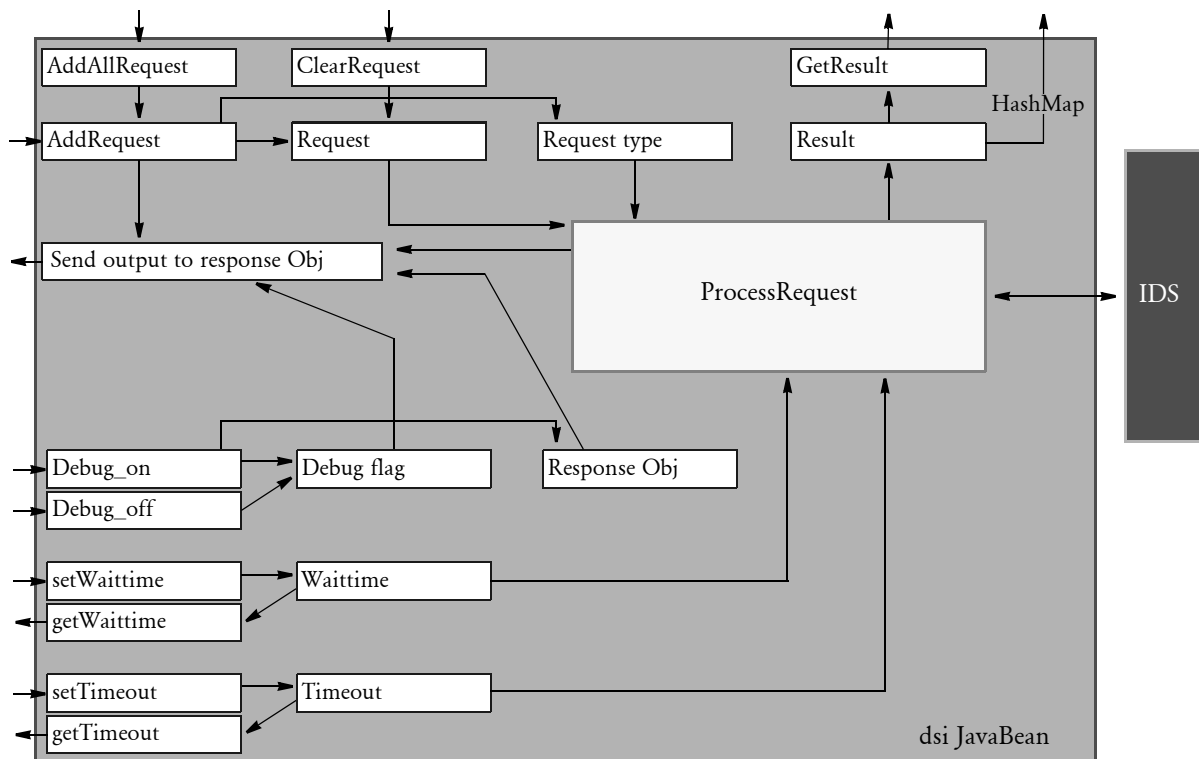 AddAllRequest
ClearRequest
GetResult
HashMap
AddRequest
Request
Request type
Result
Send output to response Obj
ProcessRequest
IDS
Debug_on
Debug flag
Response Obj
Debug_off
setWaittime
Waittime
getWaittime
setTimeout
Timeout
getTimeout
dsi JavaBean